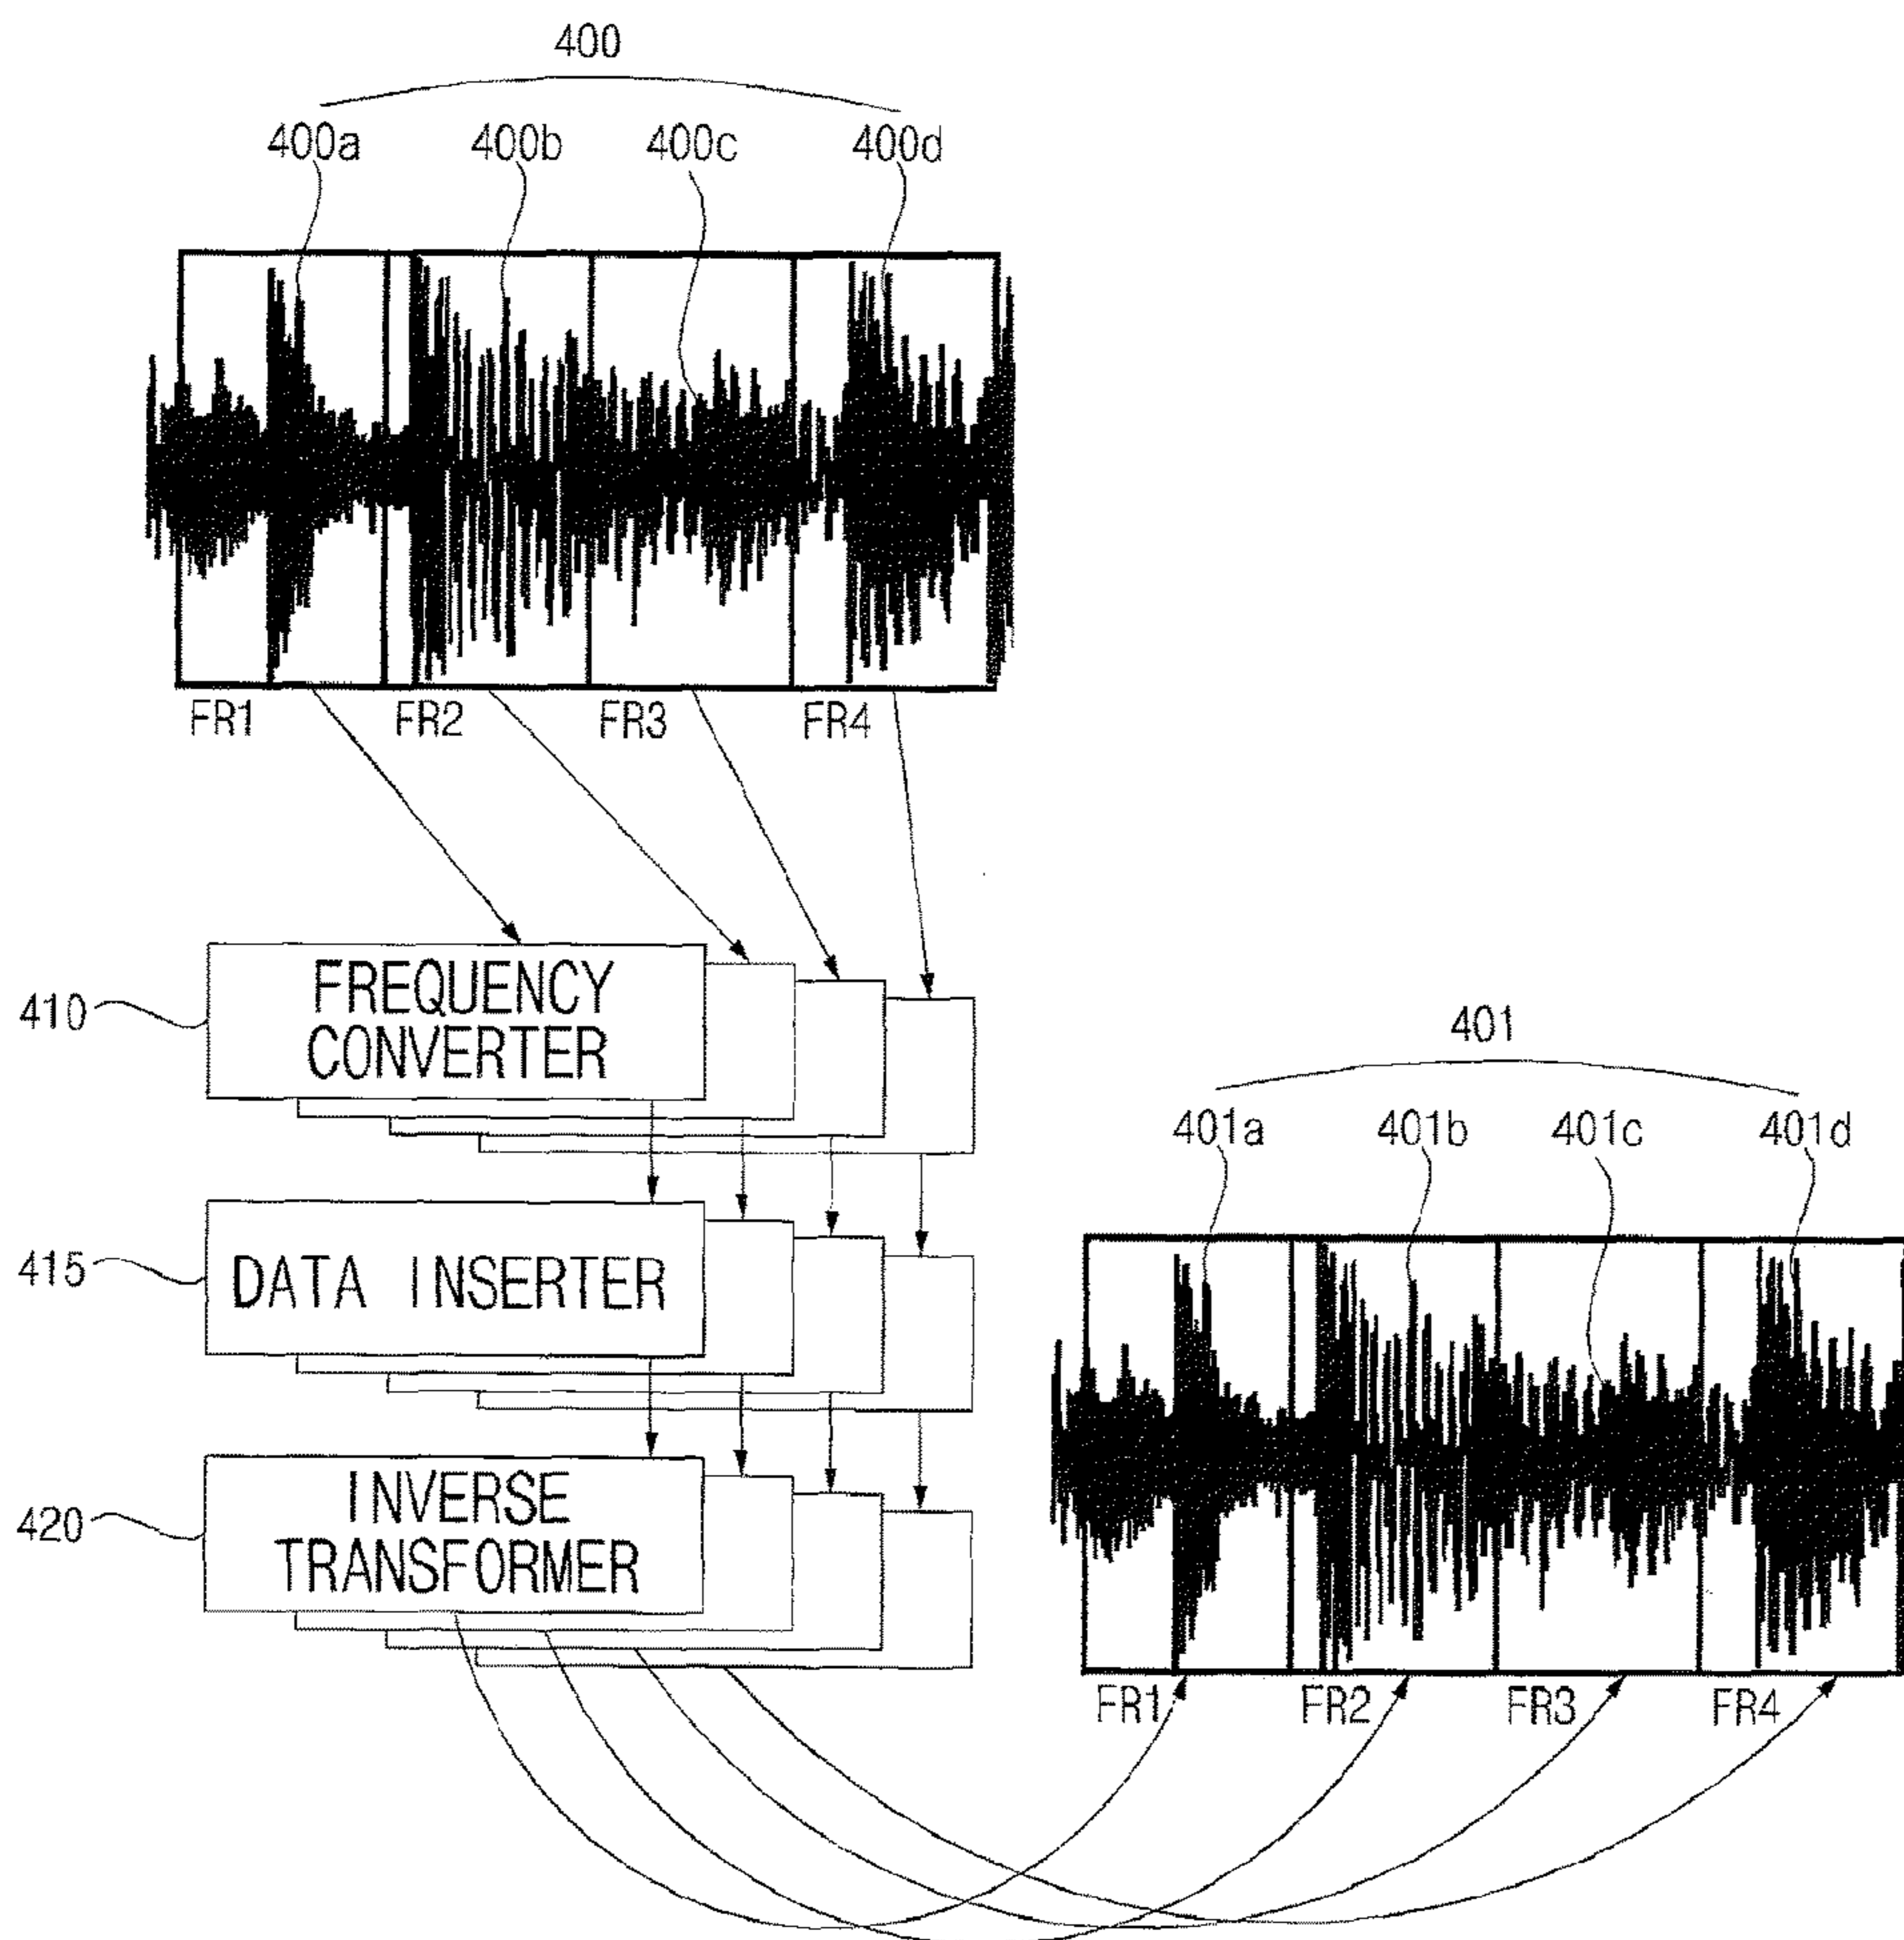 400
400a 400b 400c 400d
FR1 FR2 FR3 FR4
410
FREQUENCY
CONVERTER
415
DATA INSERTER
420
INVERSE
TRANSFORMER
401
401a 401b 401c 401d
FR1 FR2 FR3 FR4